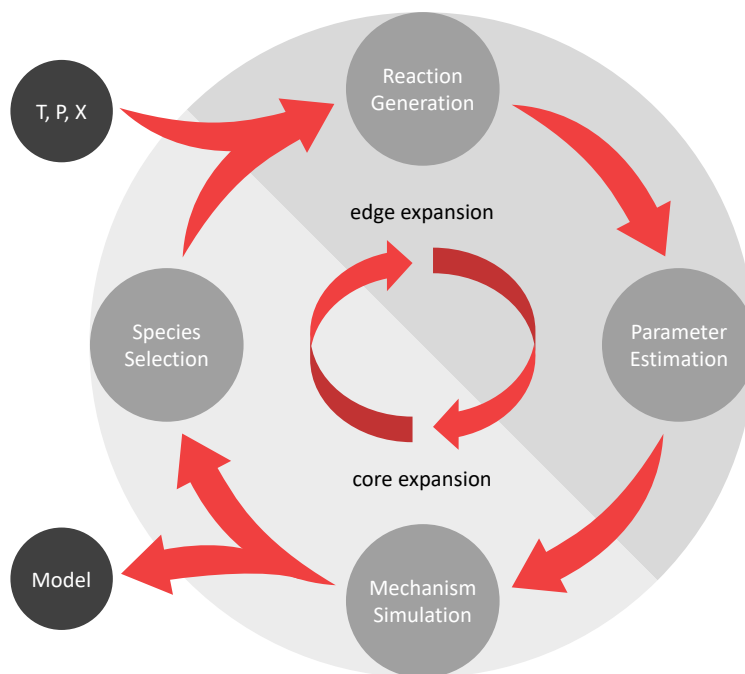 Reaction
Generation
T, P, X
edge expansion
Species
Selection
Parameter
Estimation
core expansion
Model
Mechanism
Simulation